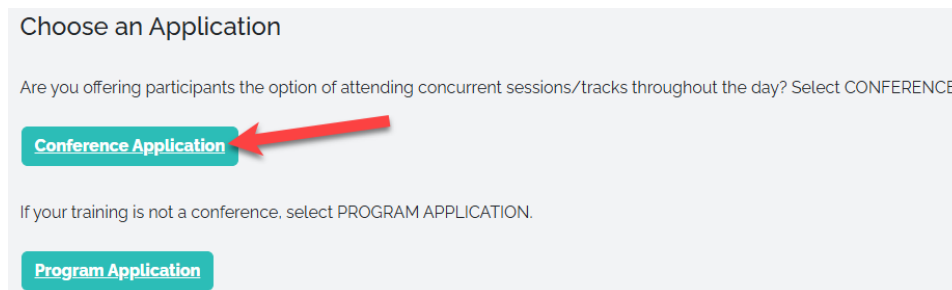 Choose an Application
Are you offering participants the option of attending concurrent sessions/tracks throughout the day? Select CONFERENCE
Conference Application
If your training is not a conference, select PROGRAM APPLICATION.
Program Application